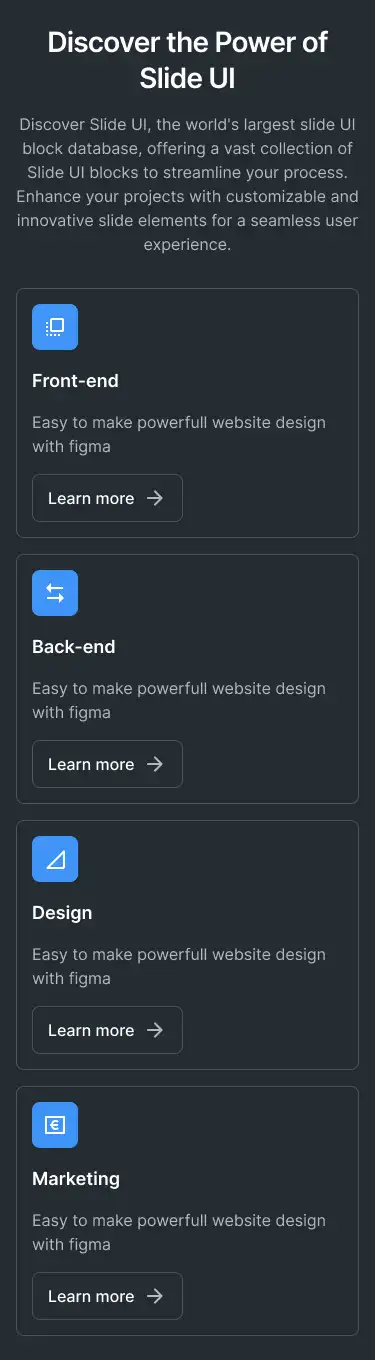 Discover the Power of
Slide UI
Discover Slide UI, the world's largest slide UI
block database, offering a vast collection of
Slide UI blocks to streamline your process.
Enhance your projects with customizable and
innovative slide elements for a seamless user
experience.
Front-end
Easy to make powerfull website design
with figma
Learn more
Back-end
Easy to make powerfull website design
with figma
Learn more
Design
Easy to make powerfull website design
with figma
Learn more
Marketing
Easy to make powerfull website design
with figma
Learn more